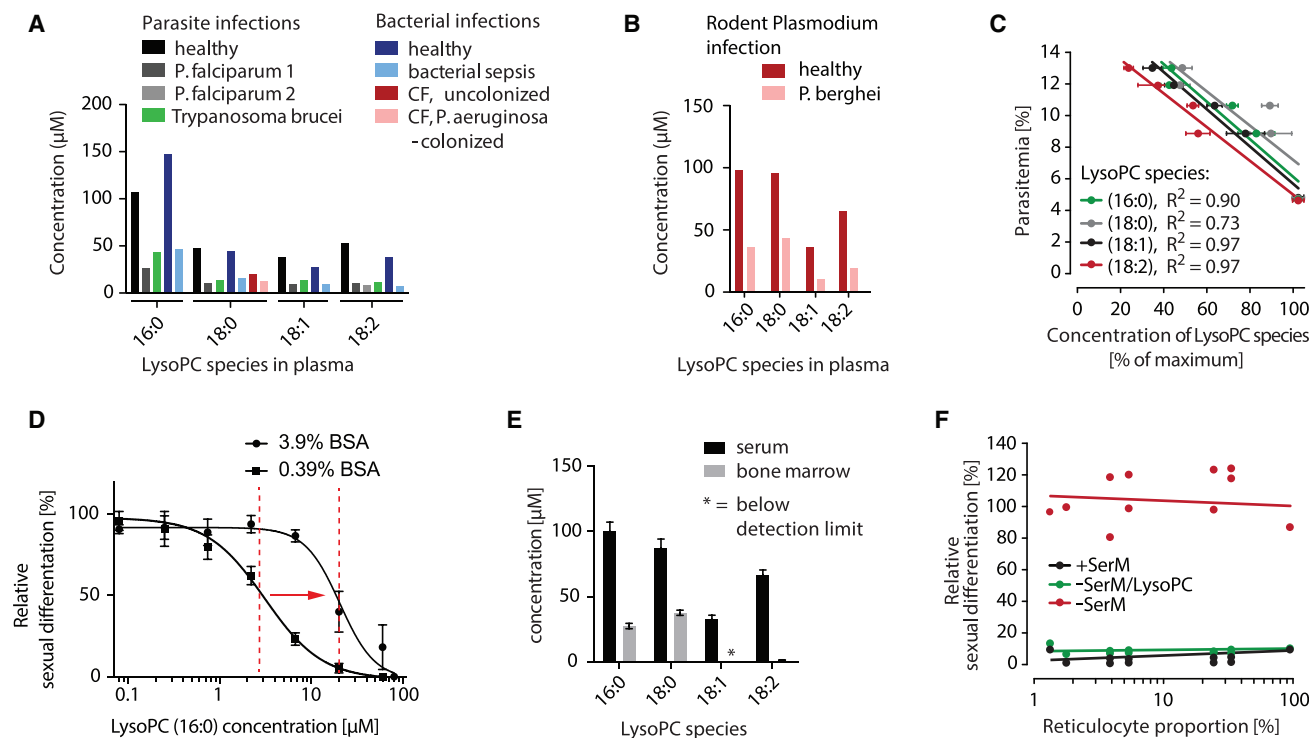 A
Parasite infections
healthy
P. falciparum 1
P. falciparum 2
Trypanosoma brucei
Bacterial infections
healthy
bacterial sepsis
CF, uncolonized
CF, P. aeruginosa
-colonized
Concentration (µM)
200
150
100
50
0
16:0
18:0
18:1
18:2
LysoPC species in plasma
B
Rodent Plasmodium
infection
healthy
P. berghei
Concentration (µM)
150
100
50
0
16:0
18:0
18:1
18:2
LysoPC species in plasma
C
Parasitemia [%]
14
12
10
8
6
4
2
0
LysoPC species:
(16:0), R² = 0.90
(18:0), R² = 0.73
(18:1), R² = 0.97
(18:2), R² = 0.97
0 20 40 60 80 100
Concentration of LysoPC species
[% of maximum]
D
3.9% BSA
0.39% BSA
Relative
sexual differentation [%]
100
50
0
0.1 1 10 100
LysoPC (16:0) concentration [µM]
E
serum
bone marrow
* = below
detection limit
concentration [µM]
150
100
50
0
*
16:0
18:0
18:1
18:2
LysoPC species
F
Relative
sexual differentiation [%]
140
120
100
80
60
40
20
10
0
+SerM
−SerM/LysoPC
−SerM
1 10 100
Reticulocyte proportion [%]